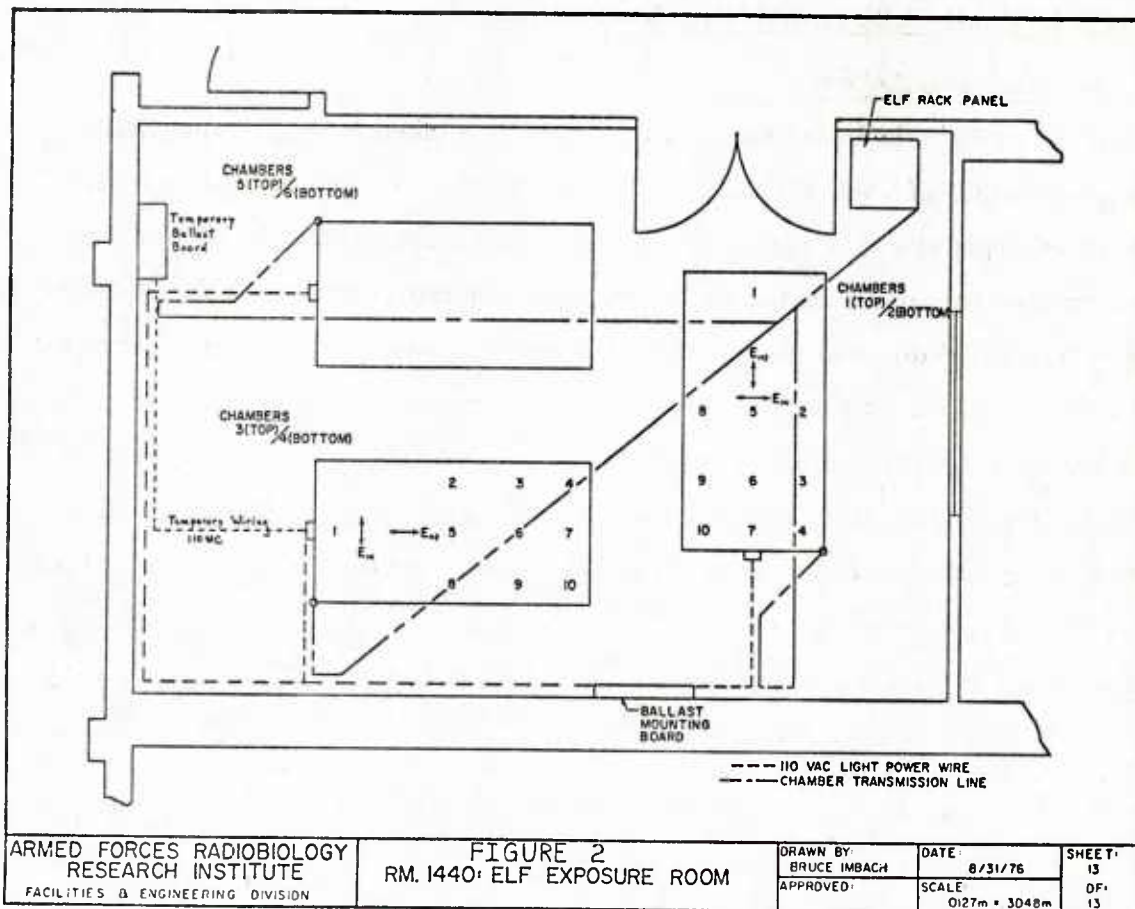 ELF RACK PANEL
CHAMBERS
5(TOP)/6(BOTTOM)
Temporary
Ballast
Board
CHAMBERS
1(TOP)/2BOTTOM
1
E
E
8 5 2
CHAMBERS
3(TOP)/4(BOTTOM)
9 6 3
10 7 4
2 3 4
Temporary Wiring
1 E 5 6 7
E
8 9 10
BALLAST
MOUNTING
BOARD
110 VAC LIGHT POWER WIRE
CHAMBER TRANSMISSION LINE
ARMED FORCES RADIOBIOLOGY
RESEARCH INSTITUTE
FACILITIES & ENGINEERING DIVISION
FIGURE 2
RM. 1440: ELF EXPOSURE ROOM
DRAWN BY:
BRUCE IMBACH
APPROVED:
DATE:
8/31/76
SCALE
.0127m = .3048m
SHEET:
13
OF:
13